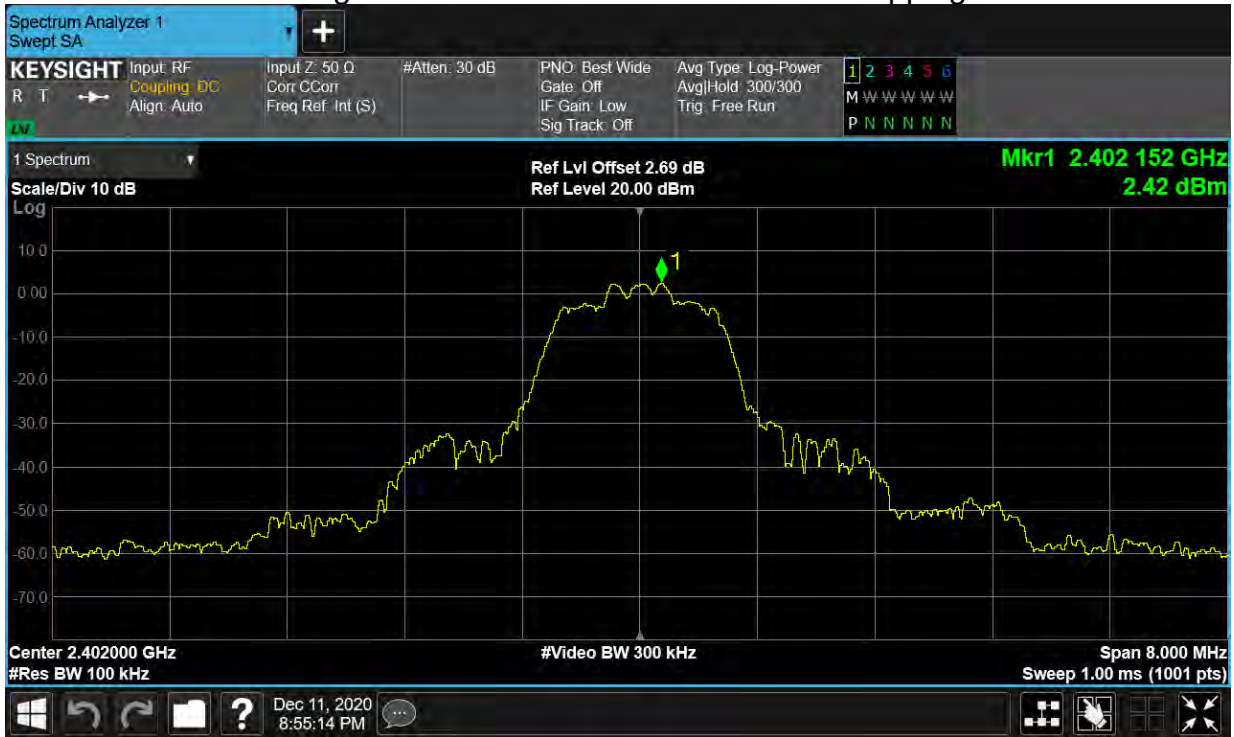 Spectrum Analyzer 1
Swept SA
+
KEYSIGHT
R T
LXI
Input: RF
Coupling: DC
Align: Auto
Input Z: 50 Ω
Corr CCorr
Freq Ref: Int (S)
#Atten: 30 dB
PNO: Best Wide
Gate: Off
IF Gain: Low
Sig Track: Off
Avg Type: Log-Power
Avg|Hold: 300/300
Trig: Free Run
1 2 3 4 5 6
M W W W W W
P N N N N N N
1 Spectrum
Scale/Div 10 dB
Log
Ref Lvl Offset 2.69 dB
Ref Level 20.00 dBm
Mkr1 2.402 152 GHz
2.42 dBm
1
10.0
0.00
-10.0
-20.0
-30.0
-40.0
-50.0
-60.0
-70.0
Center 2.402000 GHz
#Res BW 100 kHz
#Video BW 300 kHz
Span 8.000 MHz
Sweep 1.00 ms (1001 pts)
?
Dec 11, 2020
8:55:14 PM